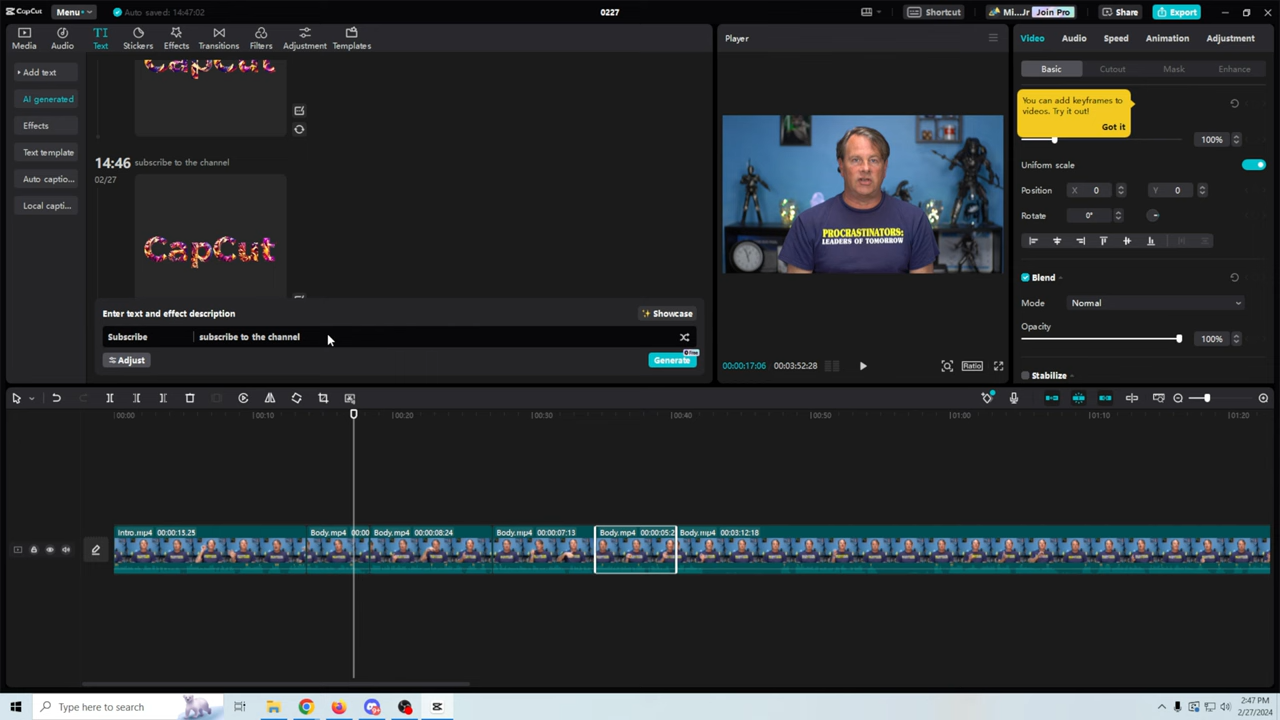 CapCut Menu Auto saved: 14:47:02 0227 Shortcut Mi...Jr Join Pro Share Export
Media Audio TI Text Stickers Effects Transitions Filters Adjustment Templates
Add text
AI generated
Effects
Text template
Auto captio...
Local capti...
CapCut
14:46 subscribe to the channel
02/27
CapCut
Enter text and effect description Showcase
Subscribe subscribe to the channel
Adjust Generate Free
Player
PROCRASTINATORS:
LEADERS OF TOMORROW
00:00:17:06 00:03:52:28 Ratio
Video Audio Speed Animation Adjustment
Basic Cutout Mask Enhance
You can add keyframes to
videos. Try it out!
Got it
100%
Uniform scale
Position X 0 Y 0
Rotate 0°
Blend
Mode Normal
Opacity
100%
Stabilize
00:00 00:10 00:20 00:30 00:40 00:50 01:00 01:10 01:20
Intro.mp4 00:00:15:25 Body.mp4 00:00 Body.mp4 00:00:08:24 Body.mp4 00:00:07:13 Body.mp4 00:00:05:2 Body.mp4 00:03:12:18
Type here to search
2:47 PM
2/27/2024